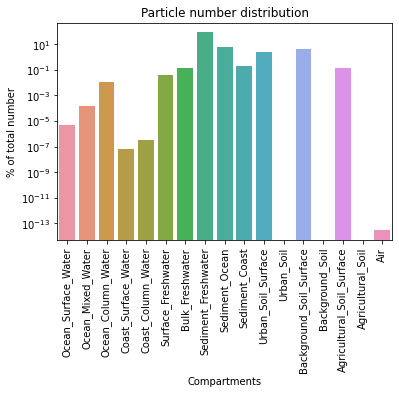 Particle number distribution
% of total number
10^1
10^-1
10^-3
10^-5
10^-7
10^-9
10^-11
10^-13
Ocean_Surface_Water
Ocean_Mixed_Water
Ocean_Column_Water
Coast_Surface_Water
Coast_Column_Water
Surface_Freshwater
Bulk_Freshwater
Sediment_Freshwater
Sediment_Ocean
Sediment_Coast
Urban_Soil_Surface
Urban_Soil
Background_Soil_Surface
Background_Soil
Agricultural_Soil_Surface
Agricultural_Soil
Air
Compartments